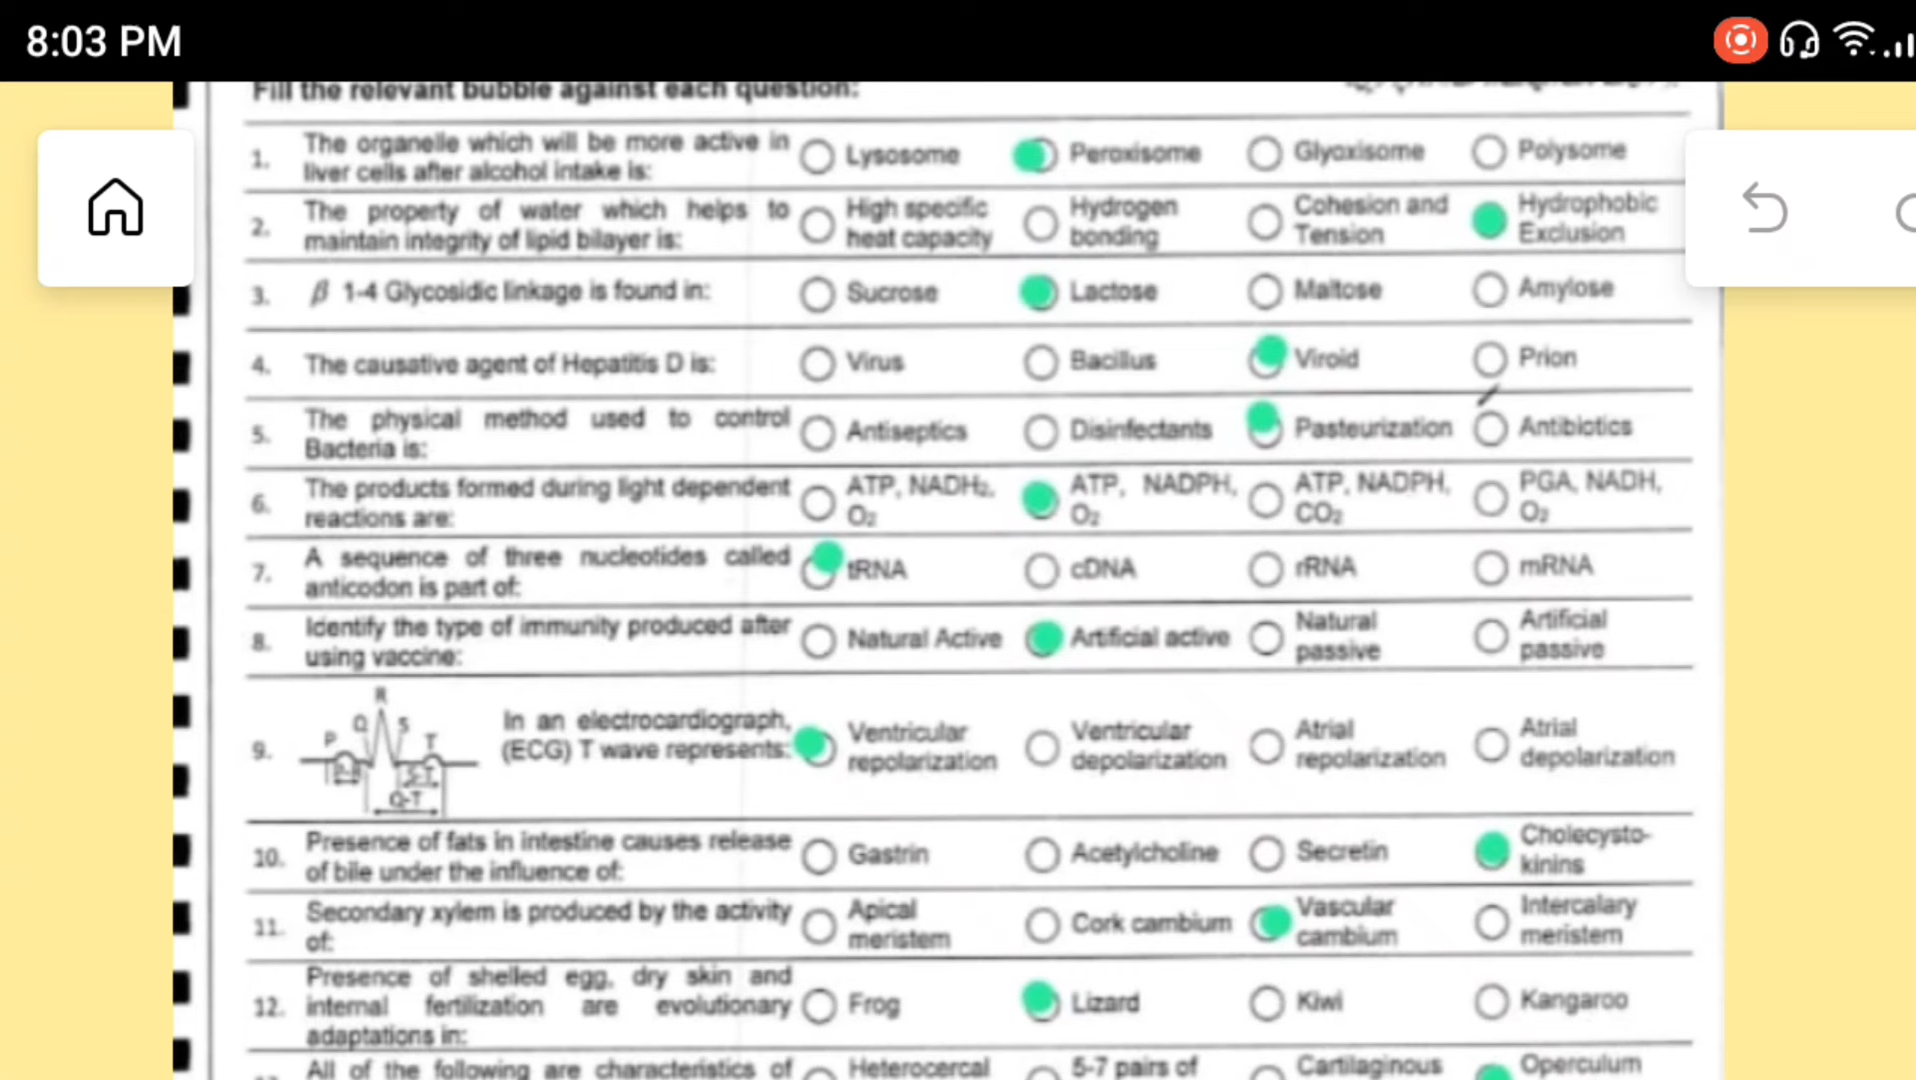 8:03 PM
Fill the relevant bubble against each question:
1. The organelle which will be more active in liver cells after alcohol intake is: Lysosome Peroxisome Glyoxisome Polysome
2. The property of water which helps to maintain integrity of lipid bilayer is: High specific heat capacity Hydrogen bonding Cohesion and Tension Hydrophobic Exclusion
3. β 1-4 Glycosidic linkage is found in: Sucrose Lactose Maltose Amylose
4. The causative agent of Hepatitis D is: Virus Bacillus Viroid Prion
5. The physical method used to control Bacteria is: Antiseptics Disinfectants Pasteurization Antibiotics
6. The products formed during light dependent reactions are: ATP, NADH₂, O₂ ATP, NADPH, O₂ ATP, NADPH, CO₂ PGA, NADH, O₂
7. A sequence of three nucleotides called anticodon is part of: tRNA cDNA rRNA mRNA
8. Identify the type of immunity produced after using vaccine: Natural Active Artificial active Natural passive Artificial passive
9. P Q R S T S-T Q-T In an electrocardiograph, (ECG) T wave represents: Ventricular repolarization Ventricular depolarization Atrial repolarization Atrial depolarization
10. Presence of fats in intestine causes release of bile under the influence of: Gastrin Acetylcholine Secretin Cholecysto-kinins
11. Secondary xylem is produced by the activity of: Apical meristem Cork cambium Vascular cambium Intercalary meristem
12. Presence of shelled egg, dry skin and internal fertilization are evolutionary adaptations in: Frog Lizard Kiwi Kangaroo
All of the following are characteristics of Heterocercal 5-7 pairs of Cartilaginous Operculum